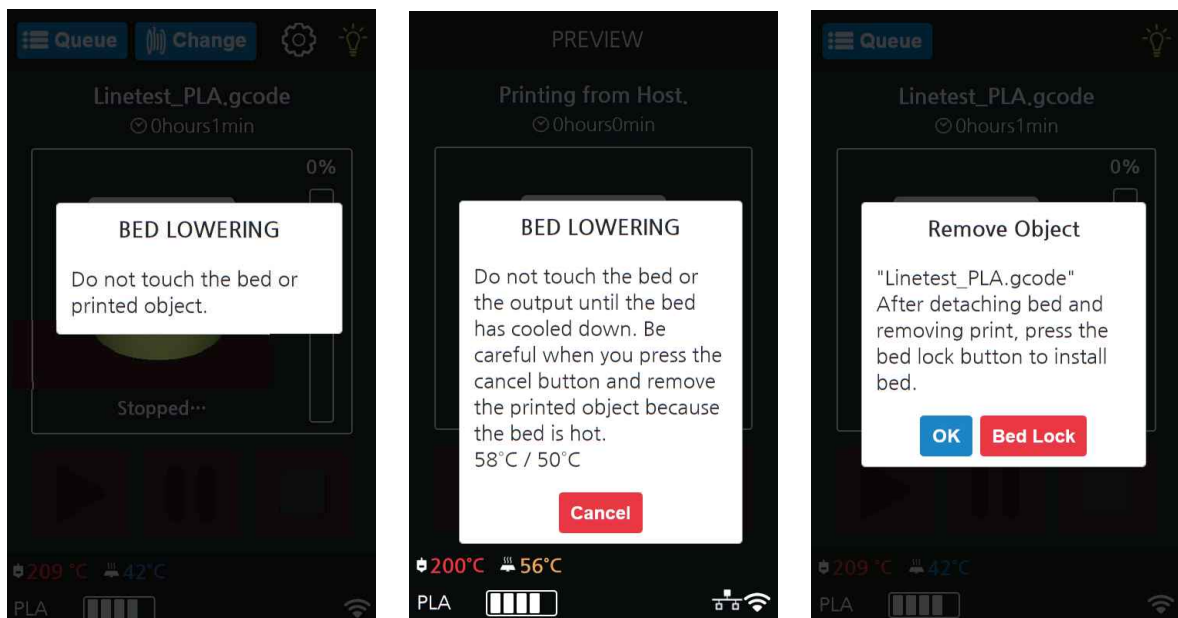 Queue
Change
Linetest_PLA.gcode
0hours1min
0%
BED LOWERING
Do not touch the bed or
printed object.
Stopped···
209 °C
42°C
PLA
PREVIEW
Printing from Host.
0hours0min
BED LOWERING
Do not touch the bed or
the output until the bed
has cooled down. Be
careful when you press the
cancel button and remove
the printed object because
the bed is hot.
58°C / 50°C
Cancel
200°C
56°C
PLA
Queue
Linetest_PLA.gcode
0hours1min
0%
Remove Object
"Linetest_PLA.gcode"
After detaching bed and
removing print, press the
bed lock button to install
bed.
OK
Bed Lock
209 °C
42°C
PLA